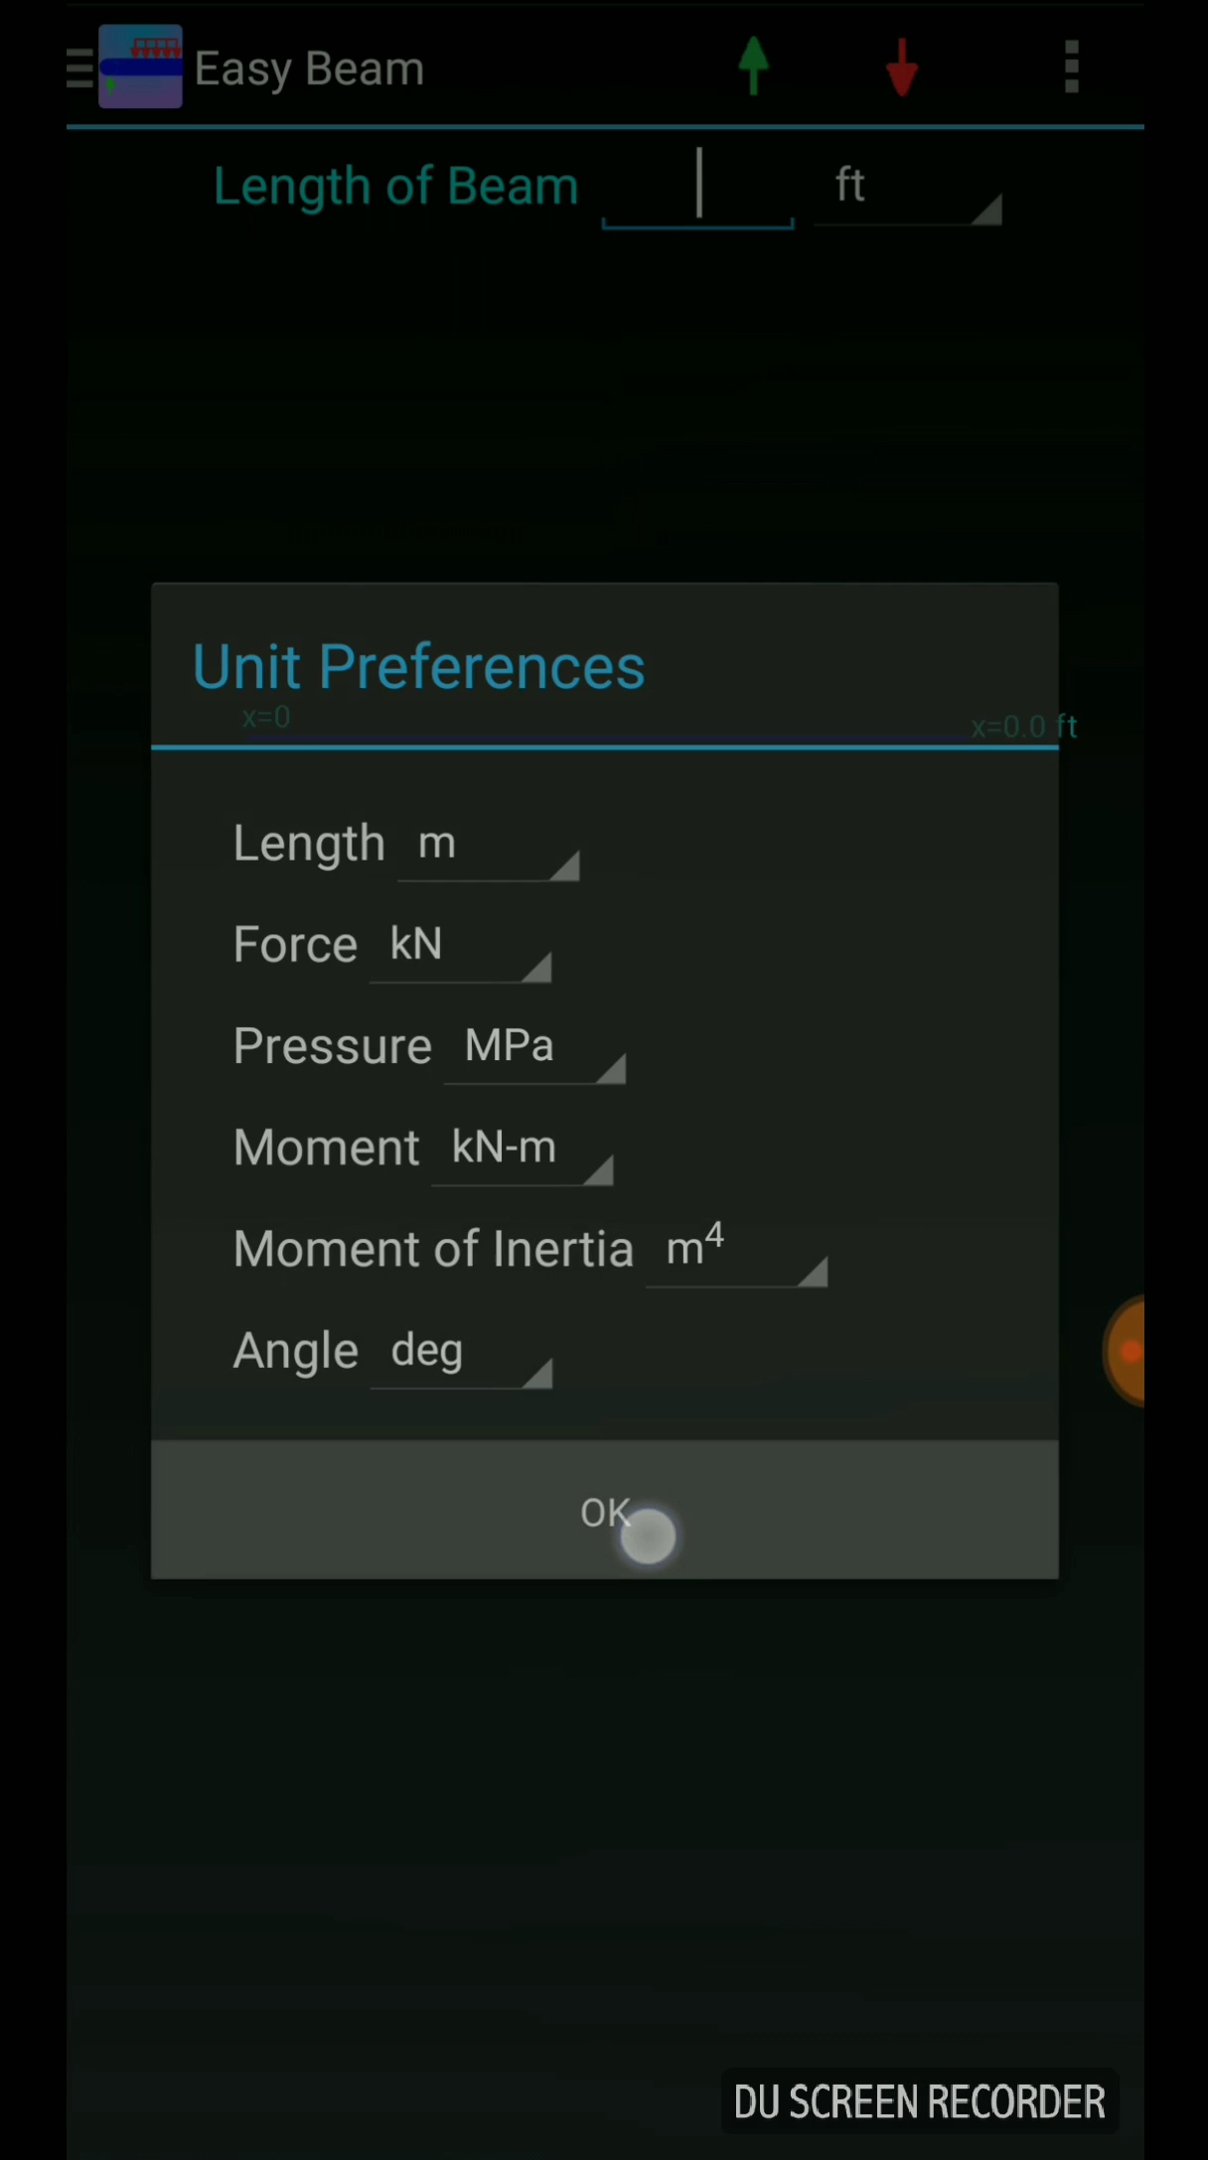 Easy Beam
Length of Beam ft
Unit Preferences
x=0 x=0.0 ft
Length m
Force kN
Pressure MPa
Moment kN-m
Moment of Inertia m⁴
Angle deg
OK
DU SCREEN RECORDER